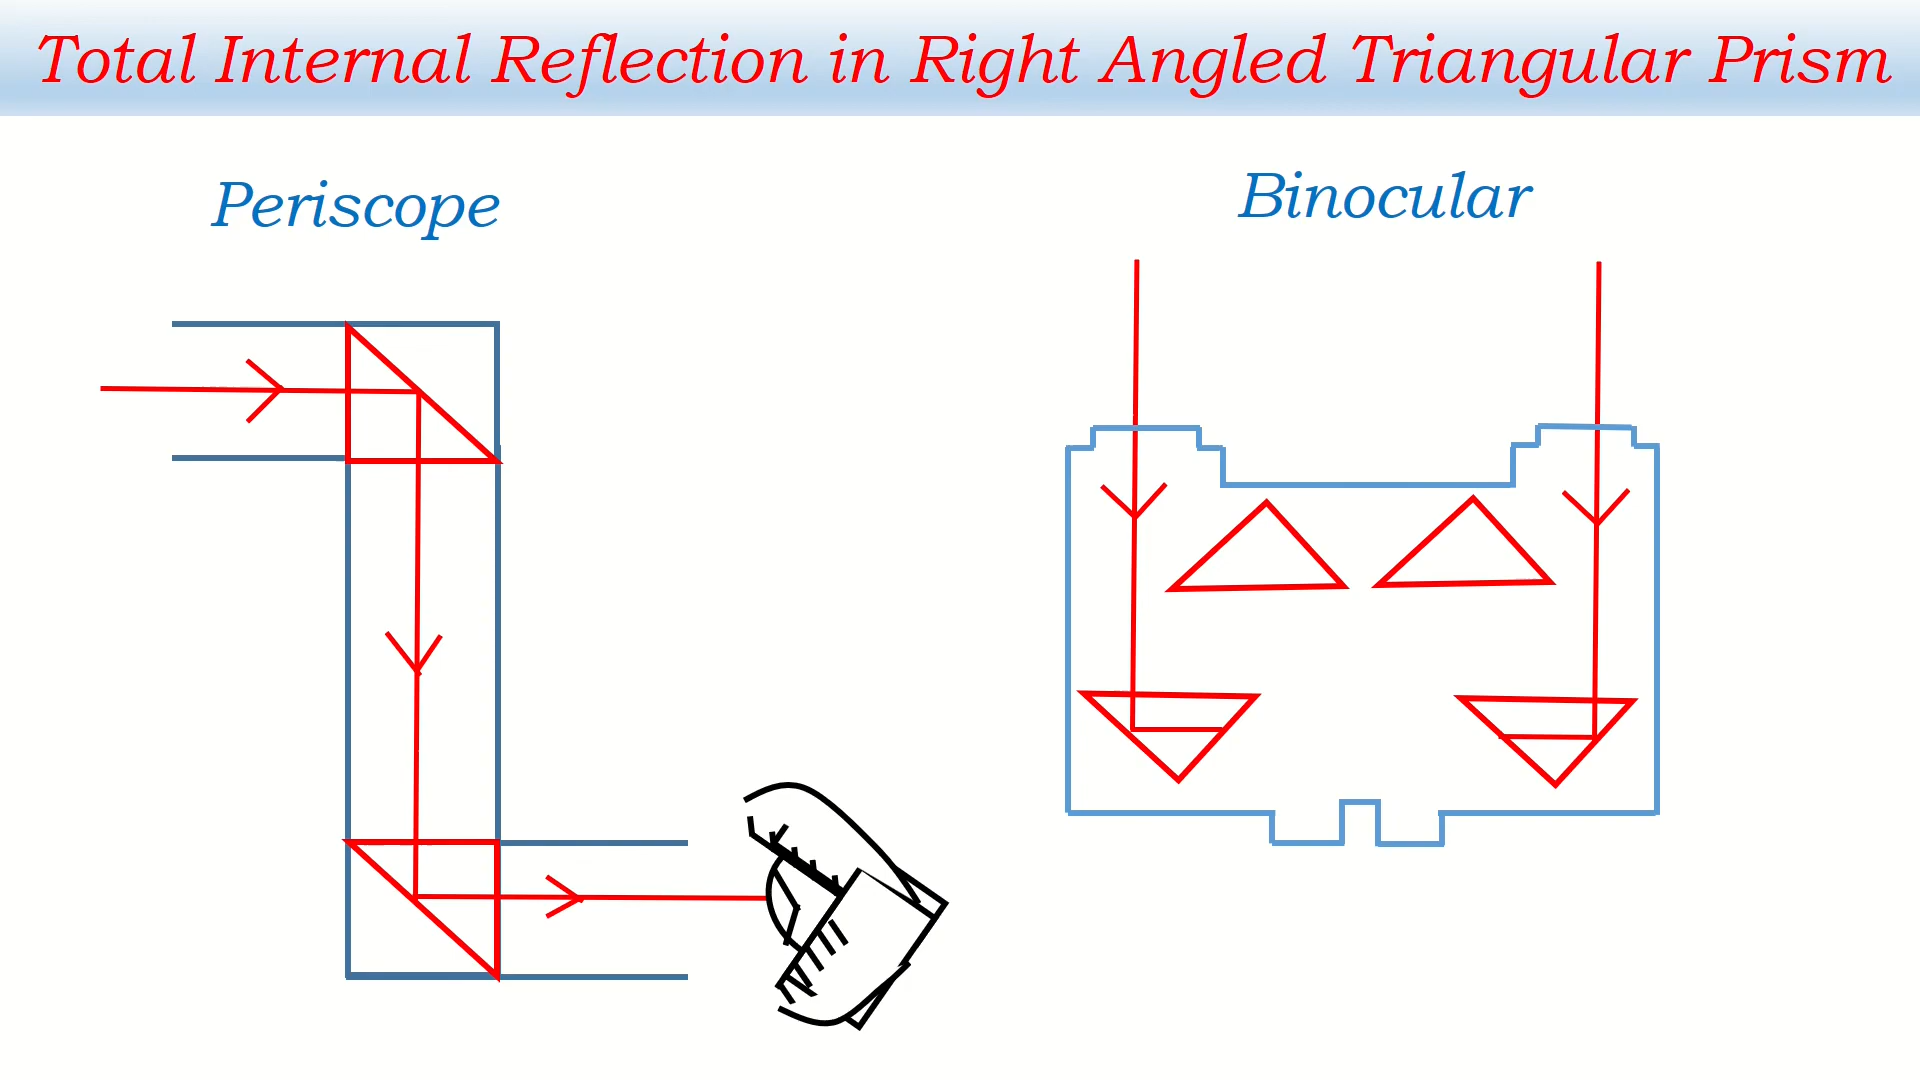 Total Internal Reflection in Right Angled Triangular Prism
Periscope
Binocular